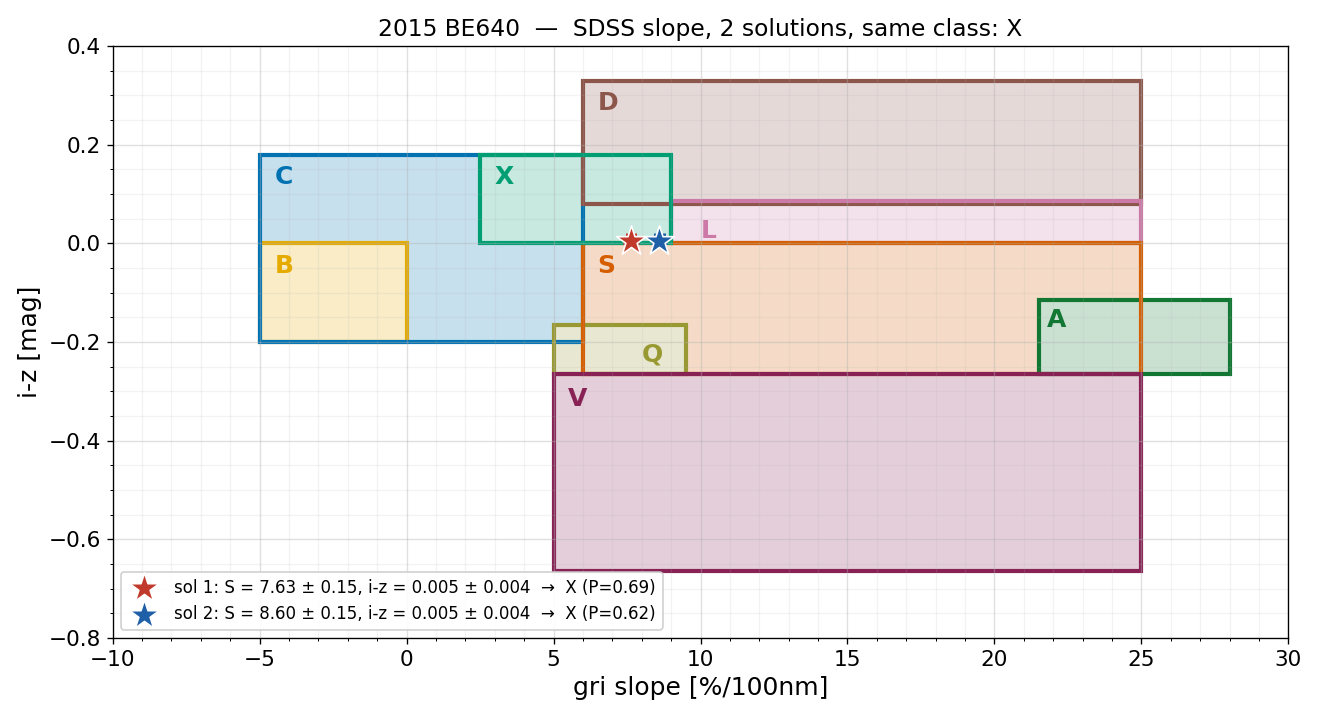 2015 BE640 — SDSS slope, 2 solutions, same class: X
i-z [mag]
0.4
0.2
0.0
−0.2
−0.4
−0.6
−0.8
D
C
X
L
B
S
A
Q
V
sol 1: S = 7.63 ± 0.15, i-z = 0.005 ± 0.004 → X (P=0.69)
sol 2: S = 8.60 ± 0.15, i-z = 0.005 ± 0.004 → X (P=0.62)
−10 −5 0 5 10 15 20 25 30
gri slope [%/100nm]